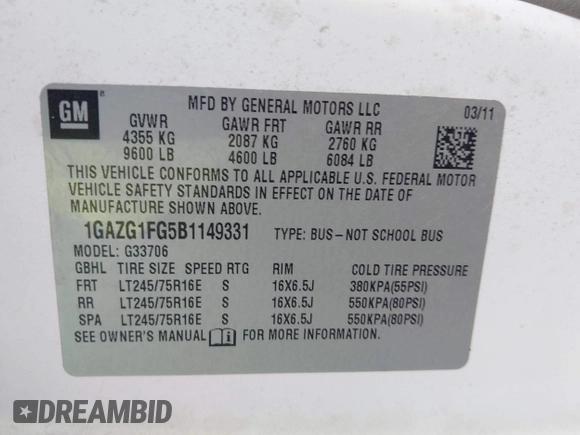 GM
MFD BY GENERAL MOTORS LLC 03/11
GVWR GAWR FRT GAWR RR
4355 KG 2087 KG 2760 KG
9600 LB 4600 LB 6084 LB
THIS VEHICLE CONFORMS TO ALL APPLICABLE U.S. FEDERAL MOTOR
VEHICLE SAFETY STANDARDS IN EFFECT ON THE DATE OF
MANUFACTURE SHOWN ABOVE.
1GAZG1FG5B1149331 TYPE: BUS–NOT SCHOOL BUS
MODEL: G33706
GBHL TIRE SIZE SPEED RTG RIM COLD TIRE PRESSURE
FRT LT245/75R16E S 16X6.5J 380KPA(55PSI)
RR LT245/75R16E S 16X6.5J 550KPA(80PSI)
SPA LT245/75R16E S 16X6.5J 550KPA(80PSI)
SEE OWNER'S MANUAL FOR MORE INFORMATION.
DREAMBID